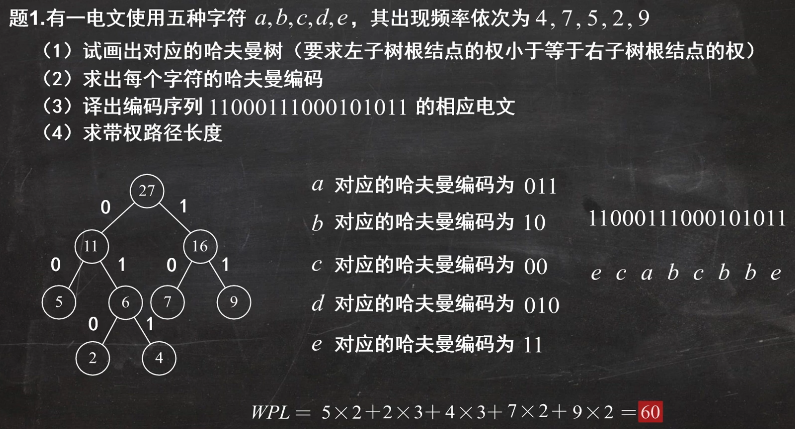 题1.有一电文使用五种字符 a,b,c,d,e，其出现频率依次为 4, 7, 5, 2, 9
（1）试画出对应的哈夫曼树（要求左子树根结点的权小于等于右子树根结点的权）
（2）求出每个字符的哈夫曼编码
（3）译出编码序列 11000111000101011 的相应电文
（4）求带权路径长度
27
0 1
11 16
0 1 0 1
5 6 7 9
0 1
2 4
a 对应的哈夫曼编码为 011
b 对应的哈夫曼编码为 10
c 对应的哈夫曼编码为 00
d 对应的哈夫曼编码为 010
e 对应的哈夫曼编码为 11
11000111000101011
e c a b c b b e
WPL = 5×2+2×3+4×3+7×2+9×2 =60